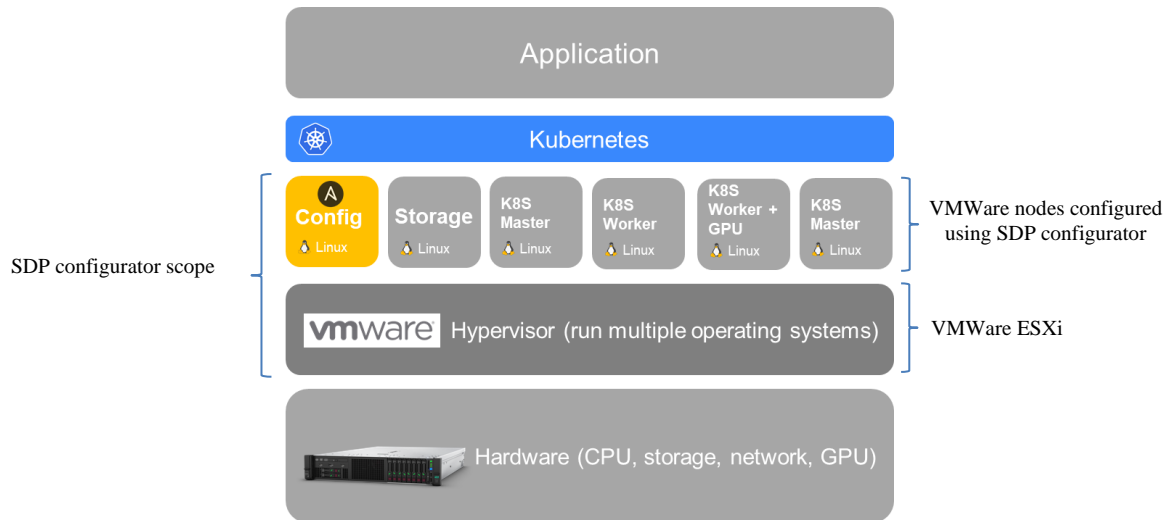 Application
Kubernetes
Config
Linux
Storage
Linux
K8S
Master
Linux
K8S
Worker
Linux
K8S
Worker +
GPU
Linux
K8S
Master
Linux
VMWare nodes configured
using SDP configurator
SDP configurator scope
vmware Hypervisor (run multiple operating systems)
VMWare ESXi
Hardware (CPU, storage, network, GPU)